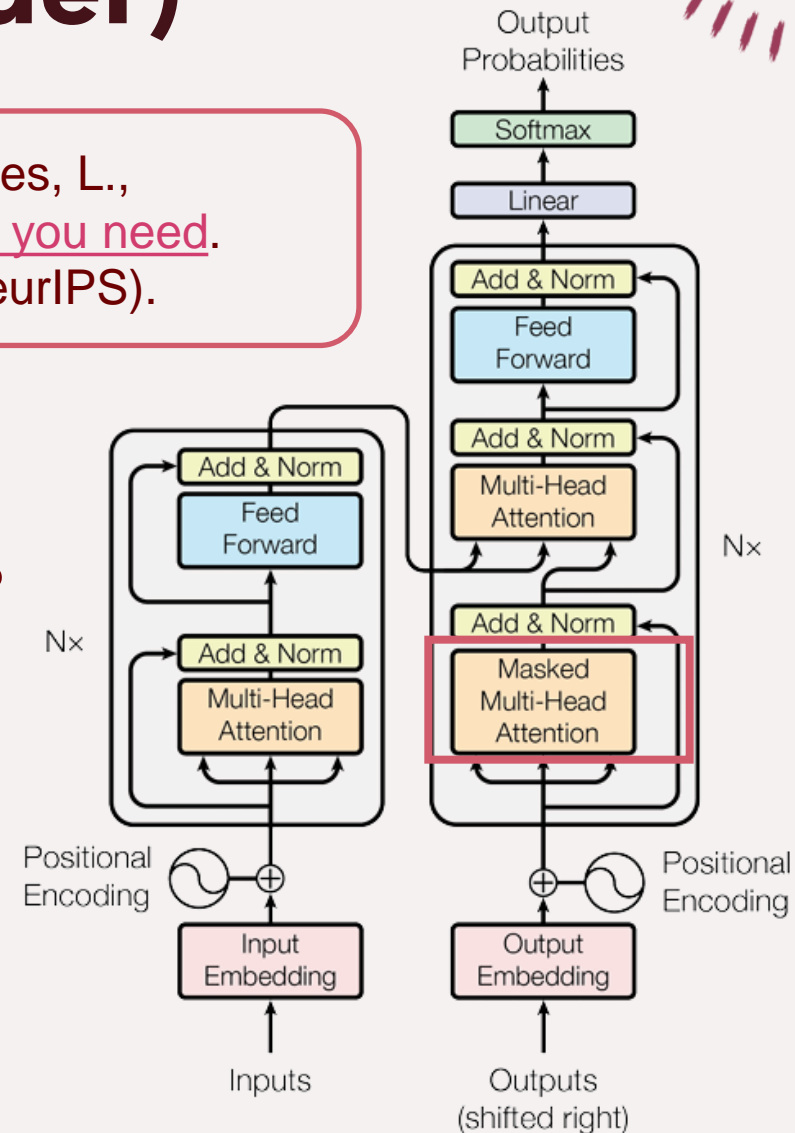 es, L.,
you need.
eurIPS).
Output
Probabilities
Softmax
Linear
Add & Norm
Feed
Forward
Add & Norm
Multi-Head
Attention
Nx
Add & Norm
Masked
Multi-Head
Attention
Add & Norm
Feed
Forward
Nx
Add & Norm
Multi-Head
Attention
Positional
Encoding
Positional
Encoding
Input
Embedding
Output
Embedding
Inputs
Outputs
(shifted right)